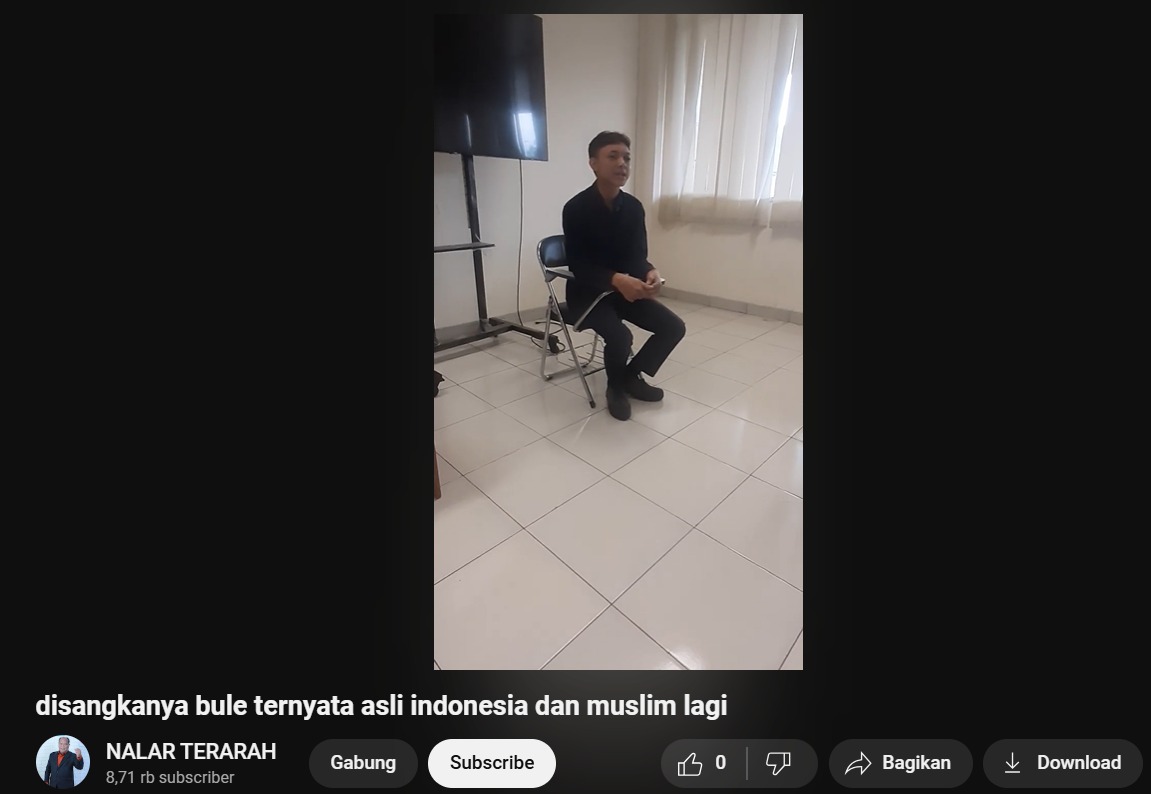 disangkanya bule ternyata asli indonesia dan muslim lagi
NALAR TERARAH
8,71 rb subscriber
Gabung
Subscribe
0
Bagikan
Download